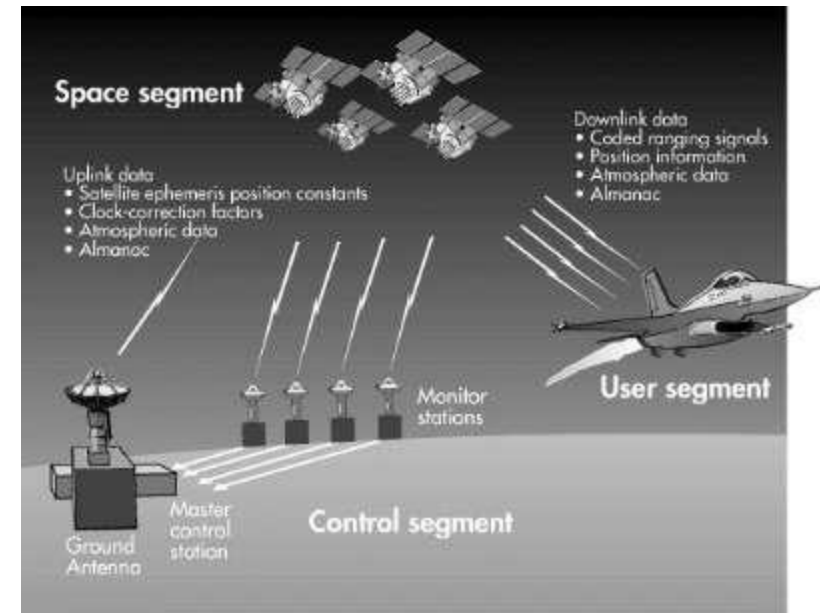 Space segment
Downlink data
• Coded ranging signals
• Position information
• Atmospheric data
• Almanac
Uplink data
• Satellite ephemeris position constants
• Clock-correction factors
• Atmospheric data
• Almanac
User segment
Monitor
stations
Master
control
station
Control segment
Ground
Antenna